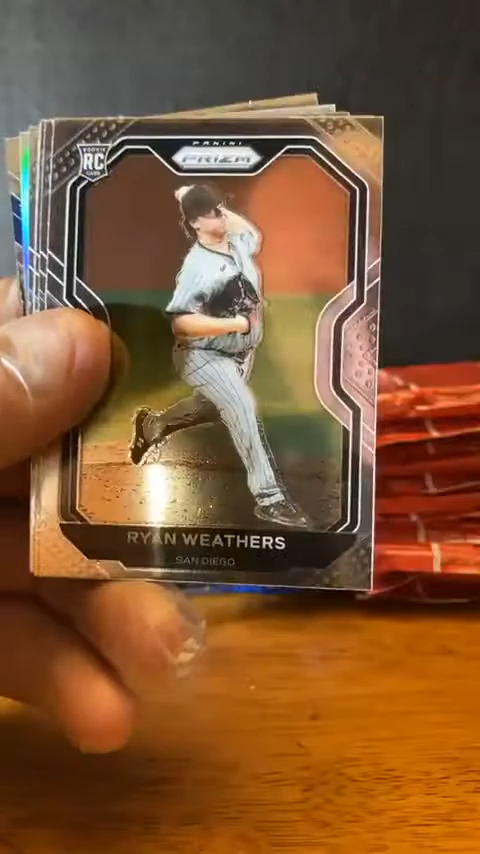 PANINI
PRIZM
ROOKIE
RC
CARD
RYAN WEATHERS
SAN DIEGO